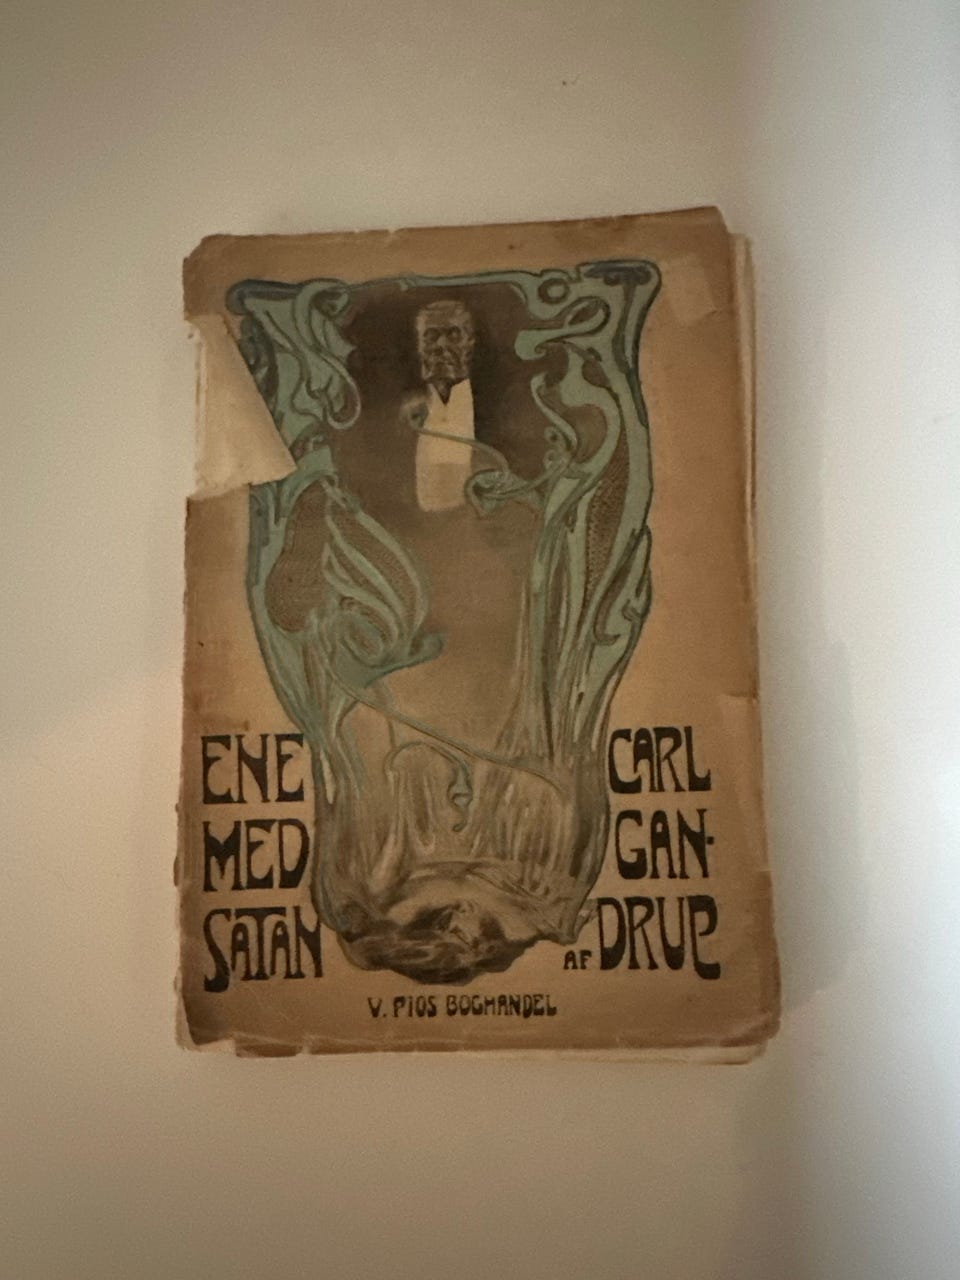 ENE
MED
SATAN
CARL
GAN-
DRUP
AF
V. PIOS BOGHANDEL